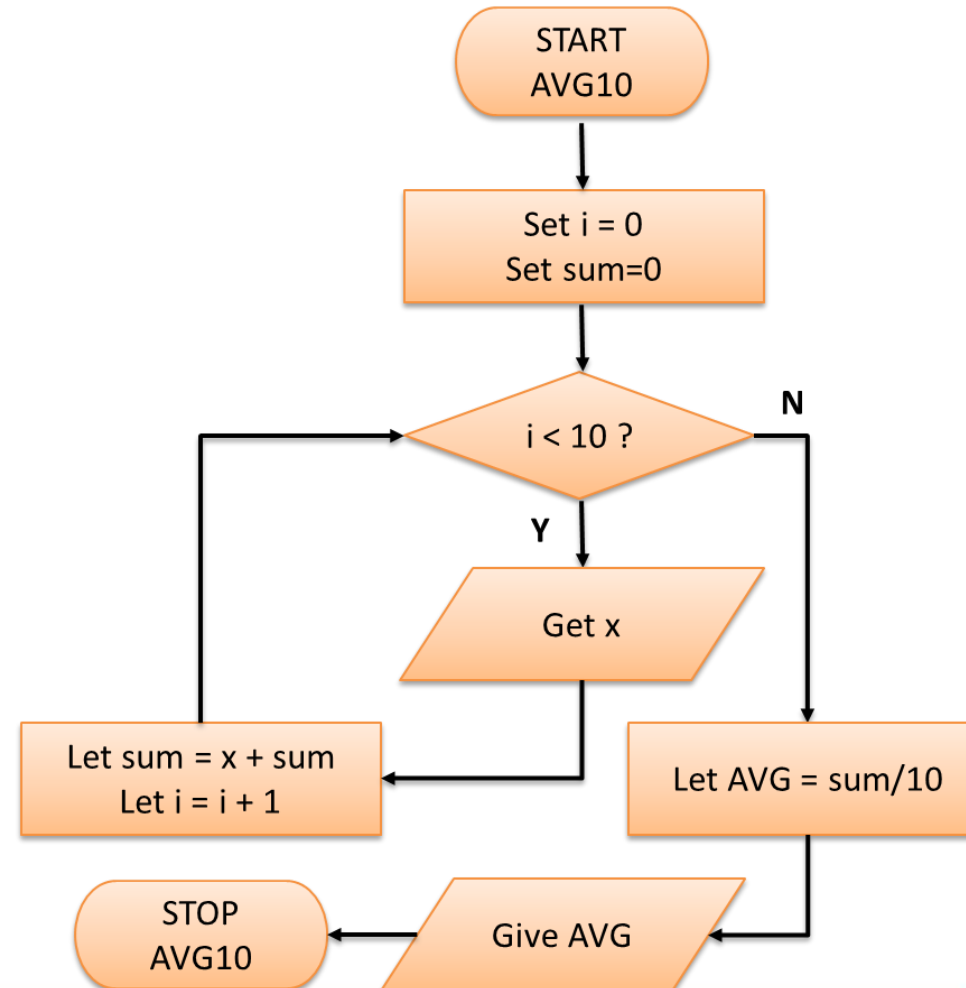 START
AVG10
Set i = 0
Set sum=0
i < 10 ?
N
Y
Get x
Let sum = x + sum
Let i = i + 1
Let AVG = sum/10
Give AVG
STOP
AVG10